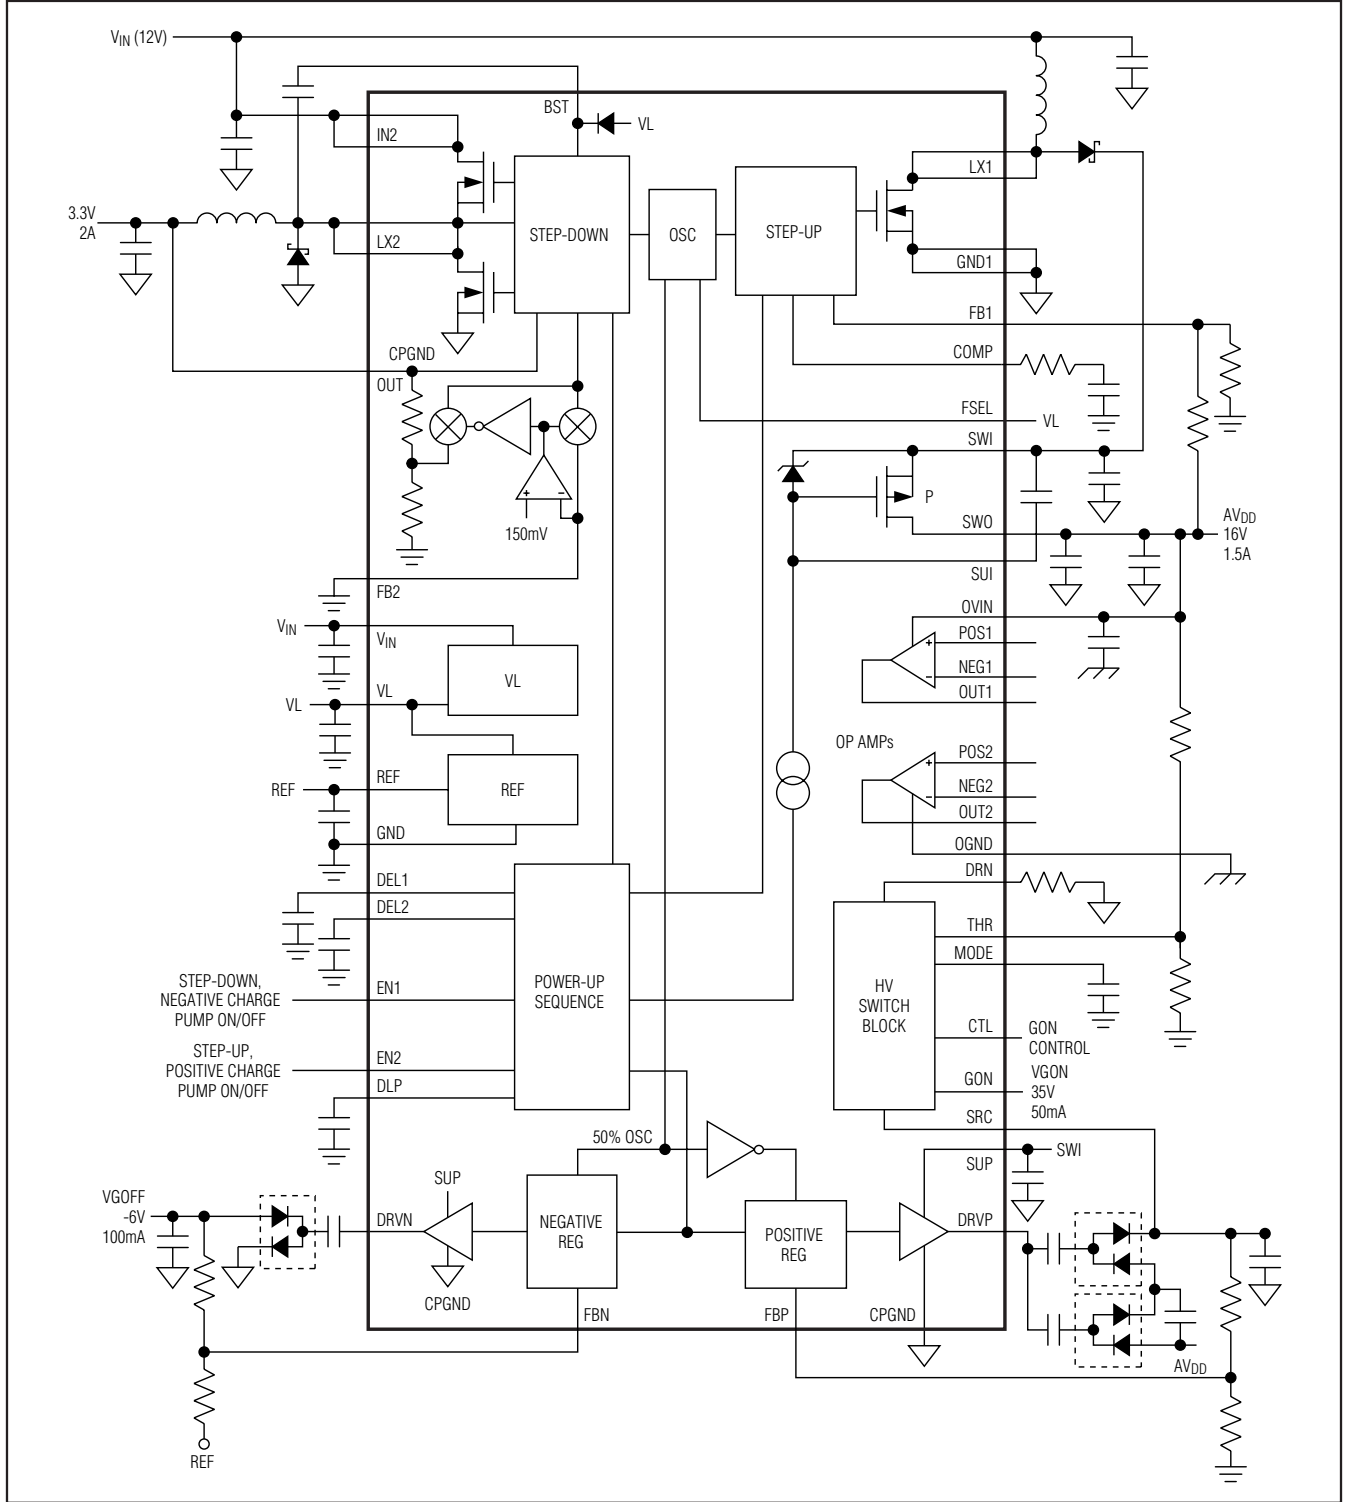 VIN (12V)
BST
VL
IN2
LX1
3.3V
2A
STEP-DOWN
OSC
STEP-UP
LX2
GND1
FB1
CPGND
COMP
OUT
FSEL
VL
SWI
P
150mV
SWO
AVDD
16V
1.5A
SUI
FB2
OVIN
VIN
VIN
POS1
NEG1
VL
VL
VL
OUT1
OP AMPs
POS2
REF
REF
REF
NEG2
OUT2
GND
OGND
DRN
DEL1
DEL2
THR
MODE
STEP-DOWN,
NEGATIVE CHARGE
PUMP ON/OFF
EN1
POWER-UP
SEQUENCE
HV
SWITCH
BLOCK
CTL
GON
CONTROL
STEP-UP,
POSITIVE CHARGE
PUMP ON/OFF
EN2
DLP
GON
VGON
35V
50mA
SRC
50% OSC
SUP
SWI
SUP
VGOFF
-6V
100mA
DRVN
NEGATIVE
REG
POSITIVE
REG
DRVP
CPGND
FBN
FBP
CPGND
AVDD
REF